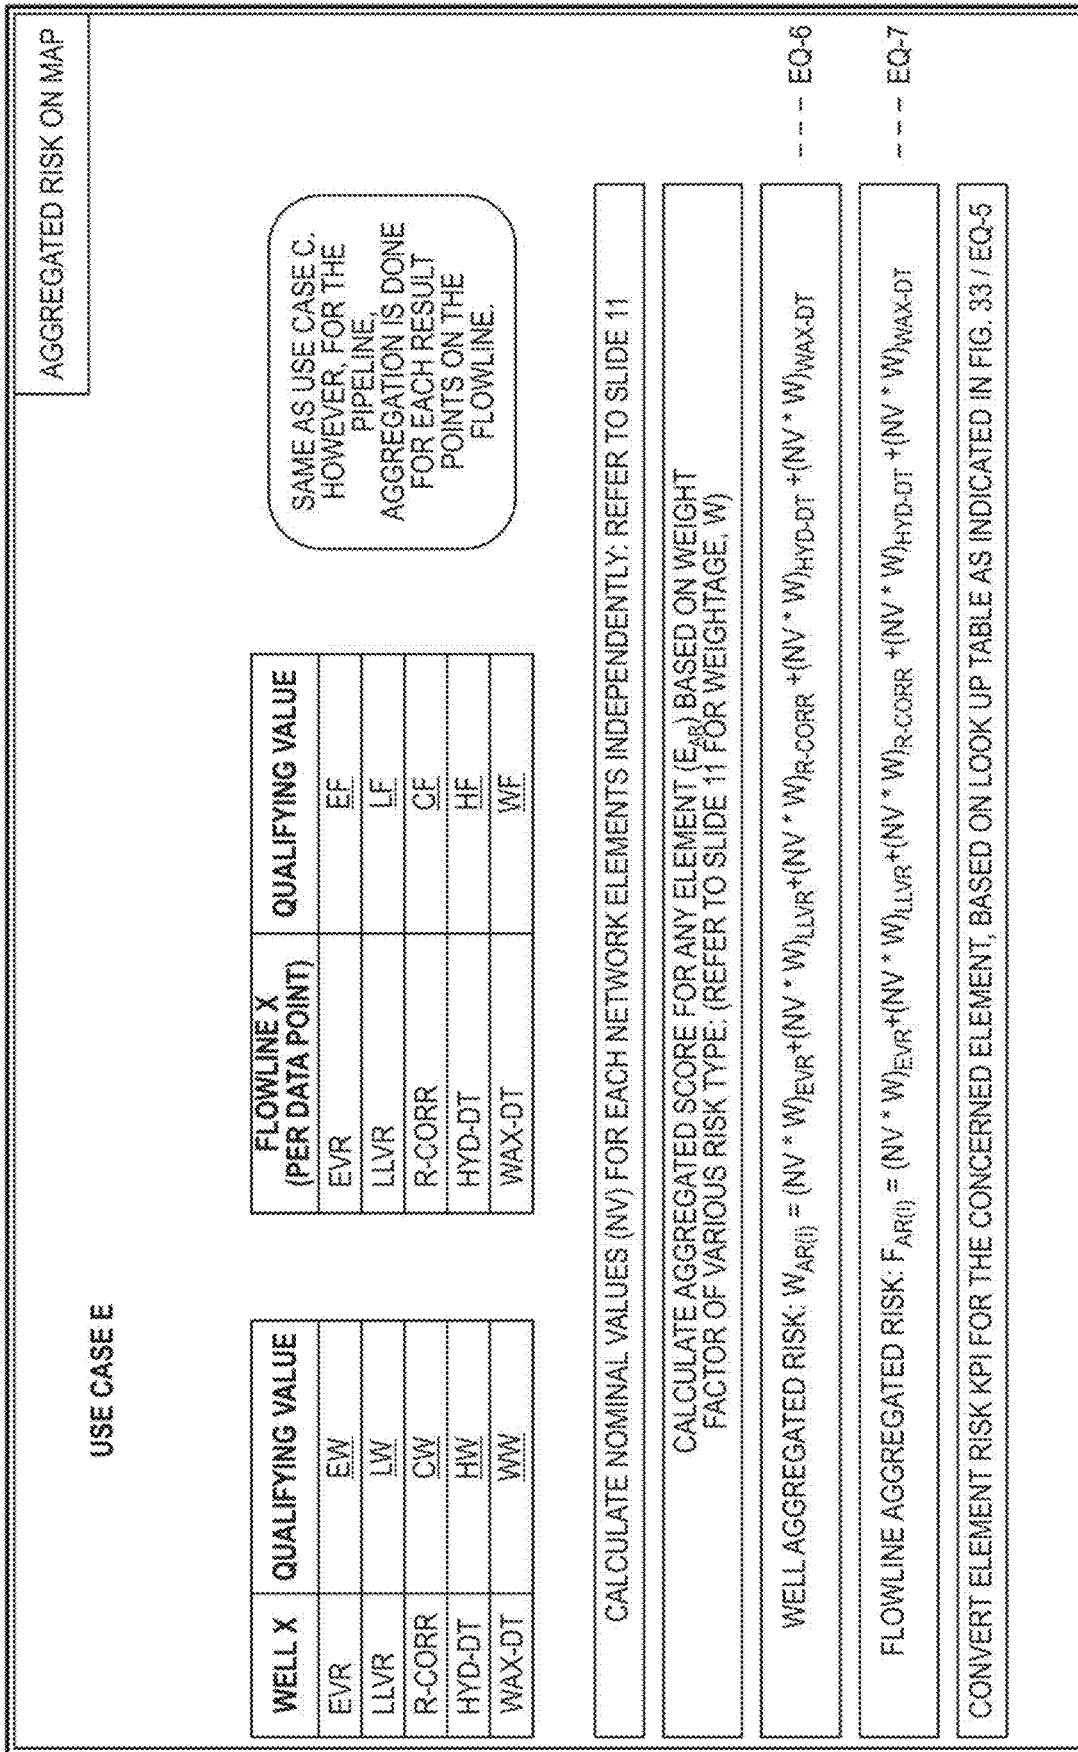 AGGREGATED RISK ON MAP
USE CASE E
WELL X QUALIFYING VALUE
EVR EW
LLVR LW
R-CORR CW
HYD-DT HW
WAX-DT WW
FLOWLINE X
(PER DATA POINT) QUALIFYING VALUE
EVR EF
LLVR LF
R-CORR CF
HYD-DT HF
WAX-DT WF
SAME AS USE CASE C.
HOWEVER, FOR THE
PIPELINE,
AGGREGATION IS DONE
FOR EACH RESULT
POINTS ON THE
FLOWLINE.
CALCULATE NOMINAL VALUES (NV) FOR EACH NETWORK ELEMENTS INDEPENDENTLY: REFER TO SLIDE 11
CALCULATE AGGREGATED SCORE FOR ANY ELEMENT (EAR) BASED ON WEIGHT
FACTOR OF VARIOUS RISK TYPE: (REFER TO SLIDE 11 FOR WEIGHTAGE, W)
WELL AGGREGATED RISK: WAR(I) = (NV * W)EVR+(NV * W)LLVR+(NV * W)R-CORR +(NV * W)HYD-DT +(NV * W)WAX-DT --- EQ-6
FLOWLINE AGGREGATED RISK: FAR(I) = (NV * W)EVR+(NV * W)LLVR+(NV * W)R-CORR +(NV * W)HYD-DT +(NV * W)WAX-DT --- EQ-7
CONVERT ELEMENT RISK KPI FOR THE CONCERNED ELEMENT, BASED ON LOOK UP TABLE AS INDICATED IN FIG. 33 / EQ-5